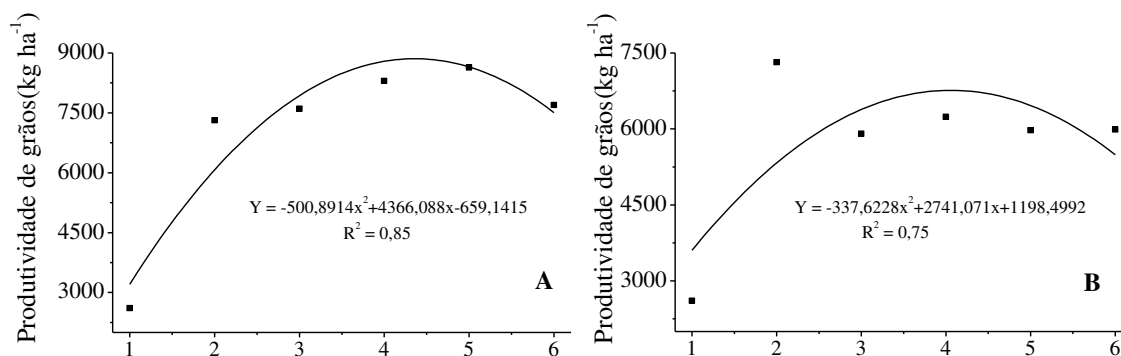 Produtividade de grãos(kg ha⁻¹)
9000
7500
6000
4500
3000
Y = -500,8914x²+4366,088x-659,1415
R² = 0,85
A
1 2 3 4 5 6
Produtividade de grãos(kg ha⁻¹)
7500
6000
4500
3000
Y = -337,6228x²+2741,071x+1198,4992
R² = 0,75
B
1 2 3 4 5 6